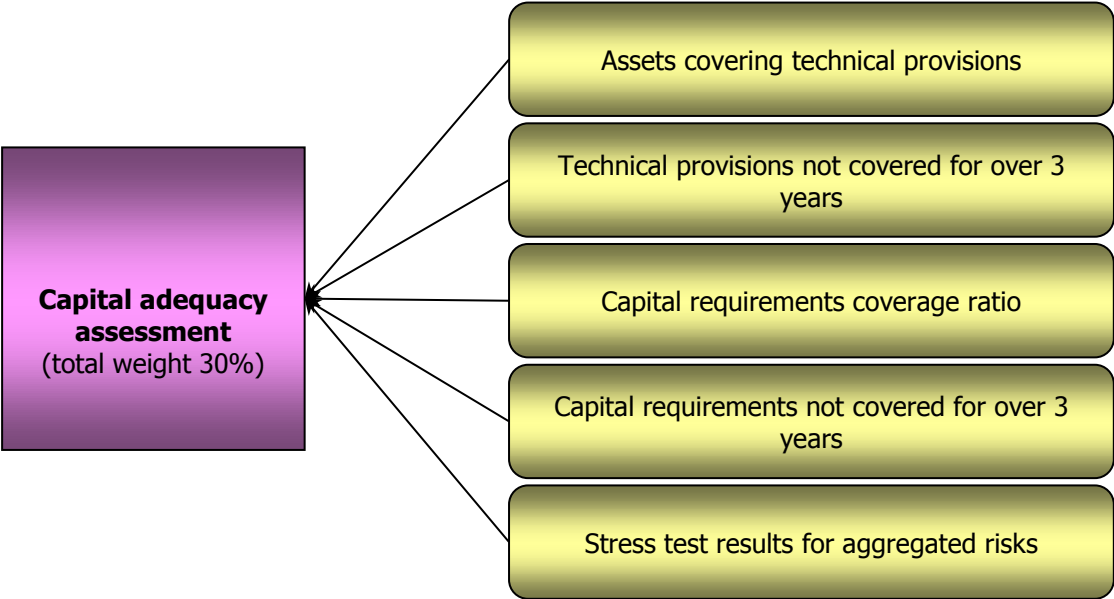 Capital adequacy
assessment
(total weight 30%)
Assets covering technical provisions
Technical provisions not covered for over 3
years
Capital requirements coverage ratio
Capital requirements not covered for over 3
years
Stress test results for aggregated risks